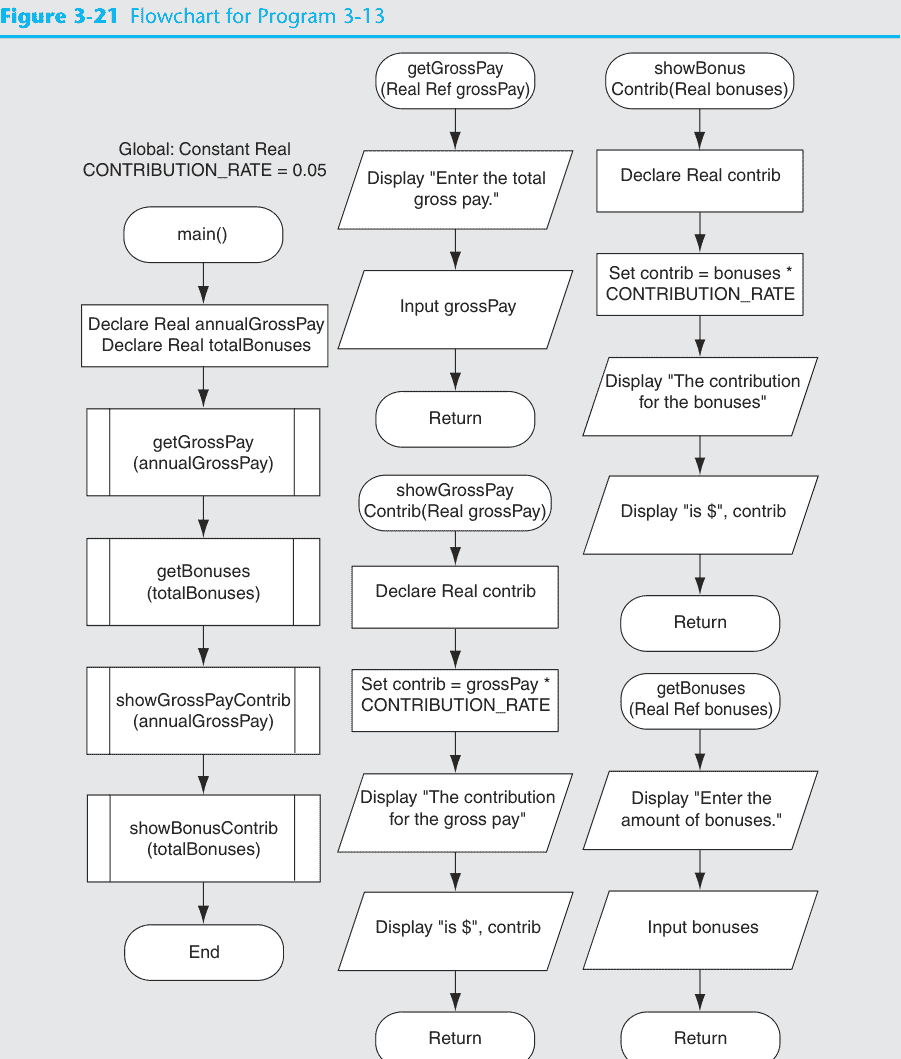 Figure 3-21 Flowchart for Program 3-13
Global: Constant Real
CONTRIBUTION_RATE = 0.05
main()
Declare Real annualGrossPay
Declare Real totalBonuses
getGrossPay
(annualGrossPay)
getBonuses
(totalBonuses)
showGrossPayContrib
(annualGrossPay)
showBonusContrib
(totalBonuses)
End
getGrossPay
(Real Ref grossPay)
Display "Enter the total
gross pay."
Input grossPay
Return
showGrossPay
Contrib(Real grossPay)
Declare Real contrib
Set contrib = grossPay *
CONTRIBUTION_RATE
Display "The contribution
for the gross pay"
Display "is $", contrib
Return
showBonus
Contrib(Real bonuses)
Declare Real contrib
Set contrib = bonuses *
CONTRIBUTION_RATE
Display "The contribution
for the bonuses"
Display "is $", contrib
Return
getBonuses
(Real Ref bonuses)
Display "Enter the
amount of bonuses."
Input bonuses
Return